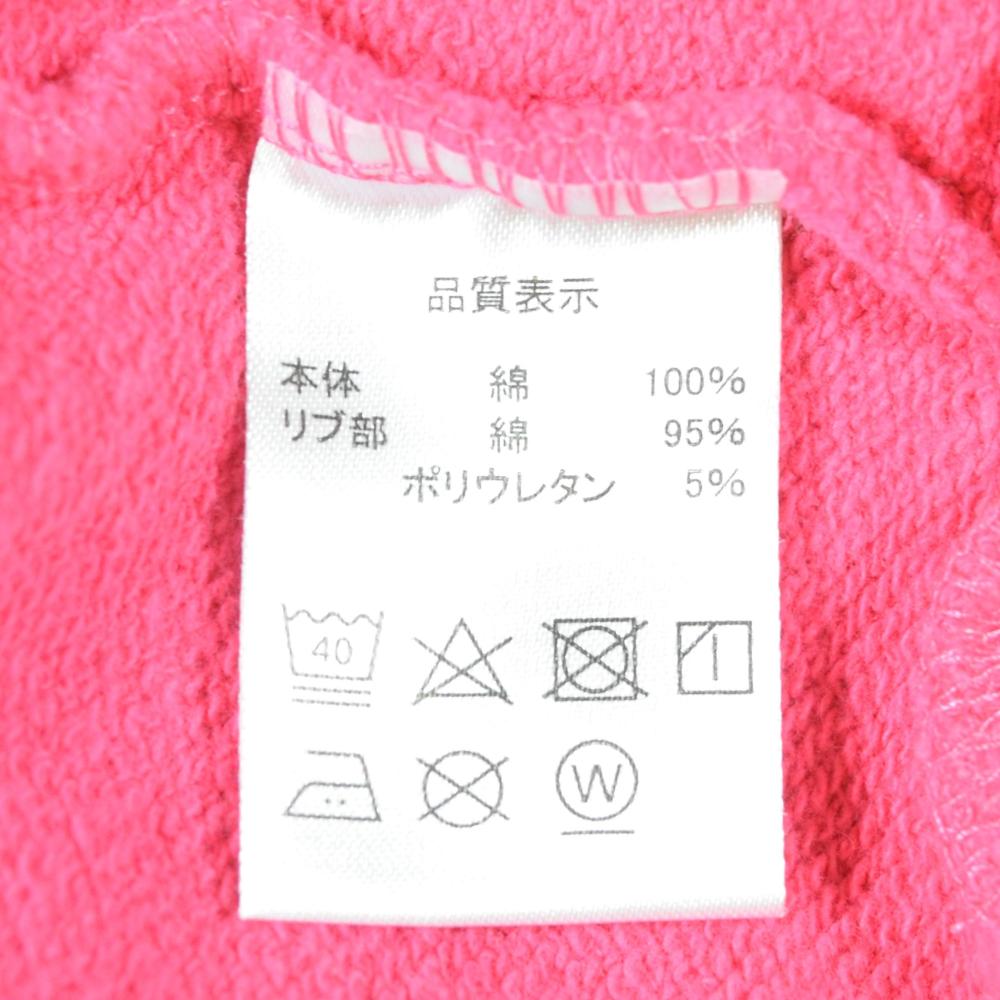 品質表示
本体 綿 100%
リブ部 綿 95%
ポリウレタン 5%
40
W